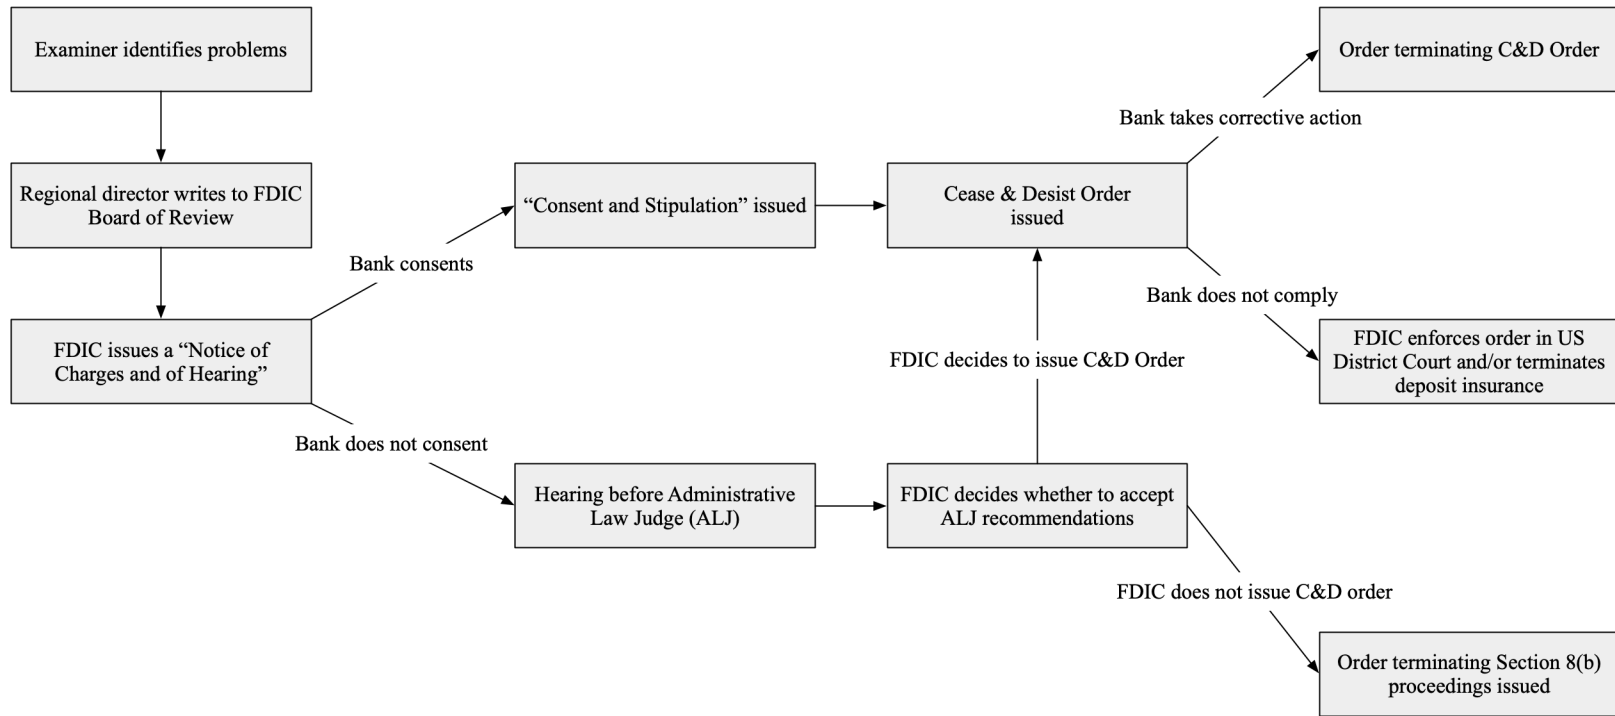 Examiner identifies problems
Regional director writes to FDIC
Board of Review
FDIC issues a “Notice of
Charges and of Hearing”
Bank consents
Bank does not consent
“Consent and Stipulation” issued
Hearing before Administrative
Law Judge (ALJ)
Cease & Desist Order
issued
FDIC decides to issue C&D Order
FDIC decides whether to accept
ALJ recommendations
Bank takes corrective action
Bank does not comply
FDIC does not issue C&D order
Order terminating C&D Order
FDIC enforces order in US
District Court and/or terminates
deposit insurance
Order terminating Section 8(b)
proceedings issued